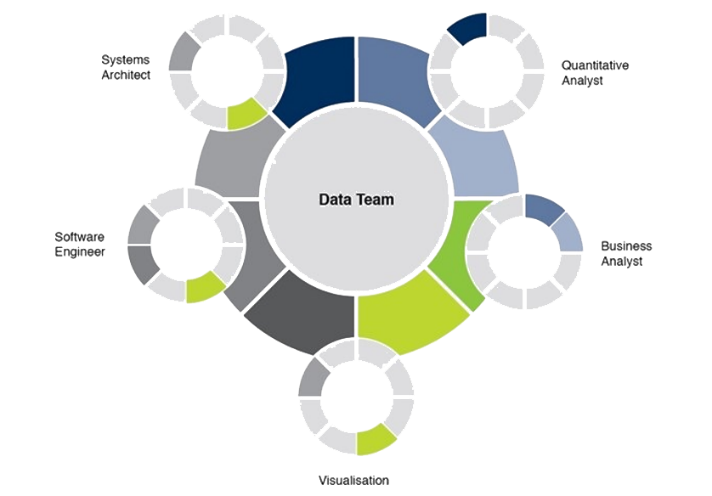 Systems
Architect
Quantitative
Analyst
Data Team
Software
Engineer
Business
Analyst
Visualisation